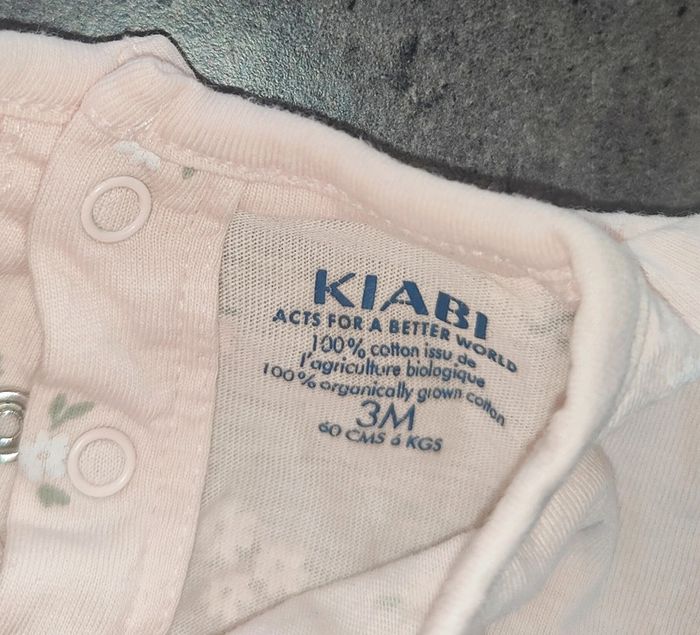 KIABI
ACTS FOR A BETTER WORLD
100% cotton issu de
l'agriculture biologique
100% organically grown cotton
3M
60 CMS 6 KGS